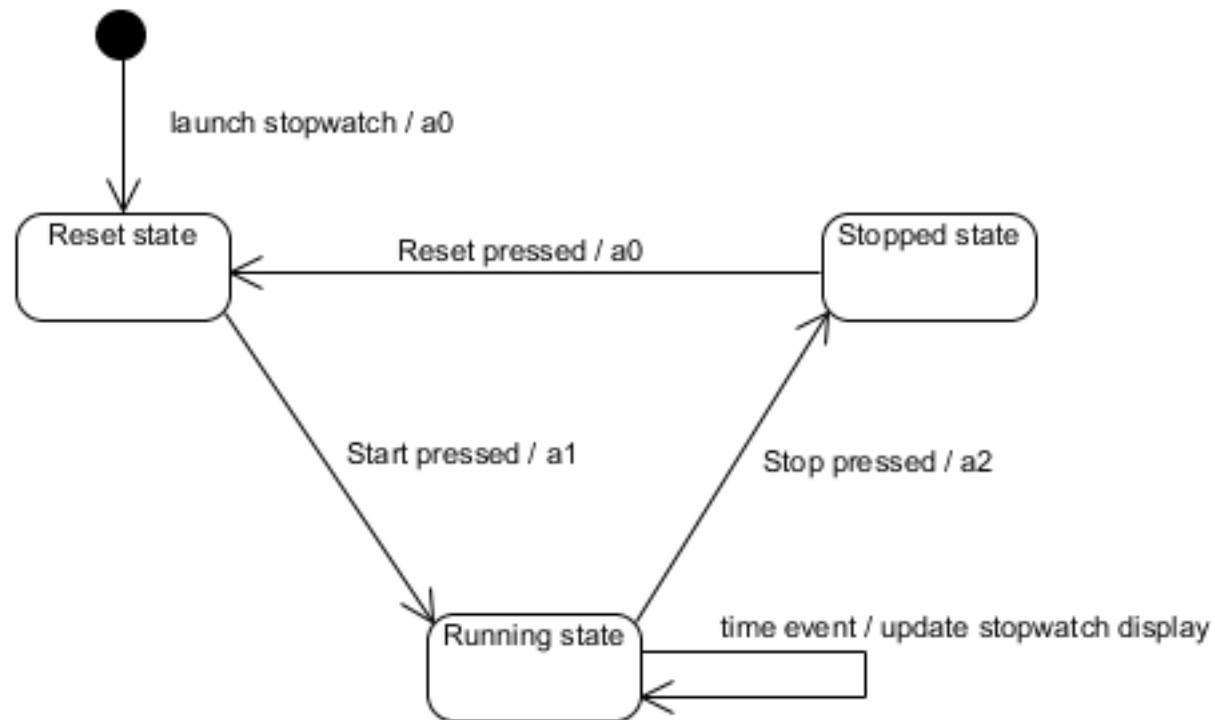 launch stopwatch / a0
Reset state
Reset pressed / a0
Stopped state
Start pressed / a1
Stop pressed / a2
Running state
time event / update stopwatch display